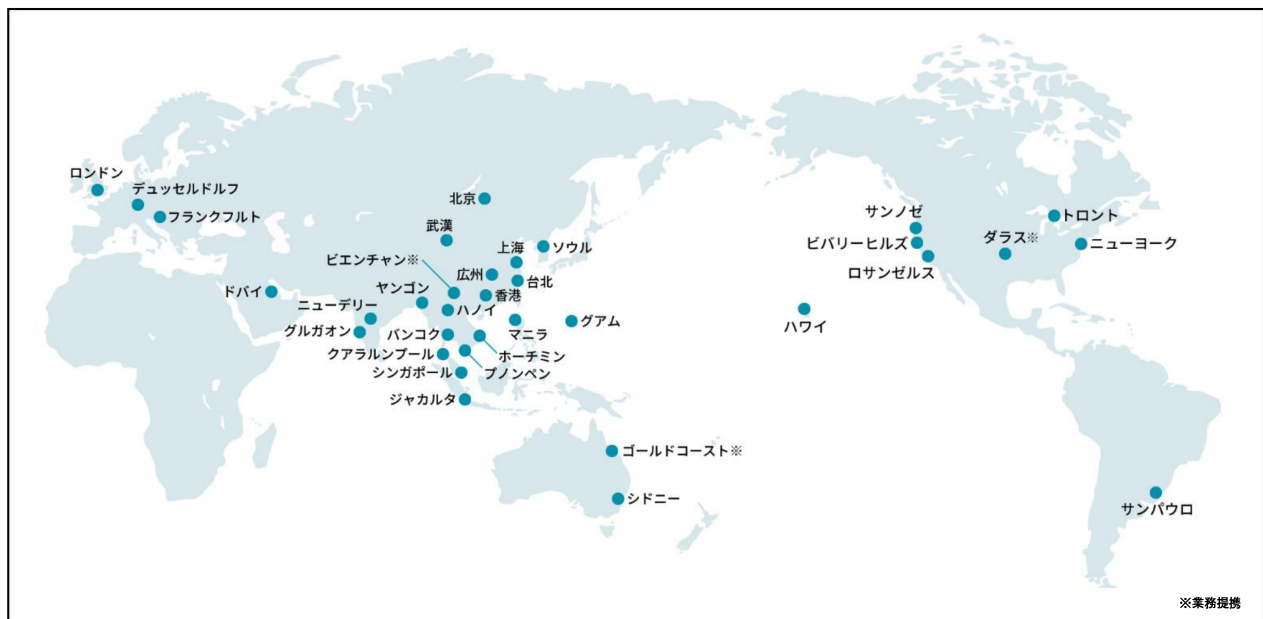 ロンドン
デュッセルドルフ
フランクフルト
ドバイ
北京
武漢
ソウル
上海
ビエンチャン※
広州
台北
ヤンゴン
香港
ニューデリー
ハノイ
グルガオン
バンコク
マニラ
グアム
クアラルンプール
ホーチミン
シンガポール
プノンペン
ジャカルタ
ゴールドコースト※
シドニー
サンノゼ
トロント
ビバリーヒルズ
ダラス※
ニューヨーク
ロサンゼルス
ハワイ
サンパウロ
※業務提携